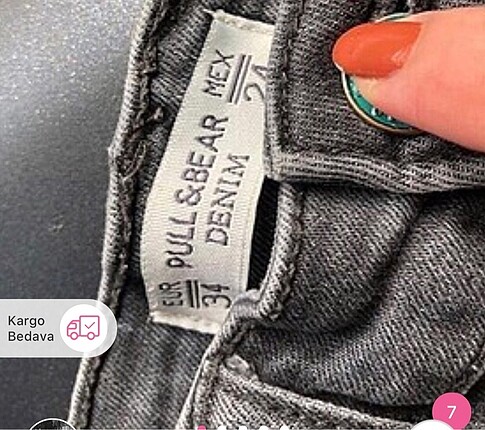 MEX
24
PULL&BEAR
DENIM
EUR
34
Kargo
Bedava
7